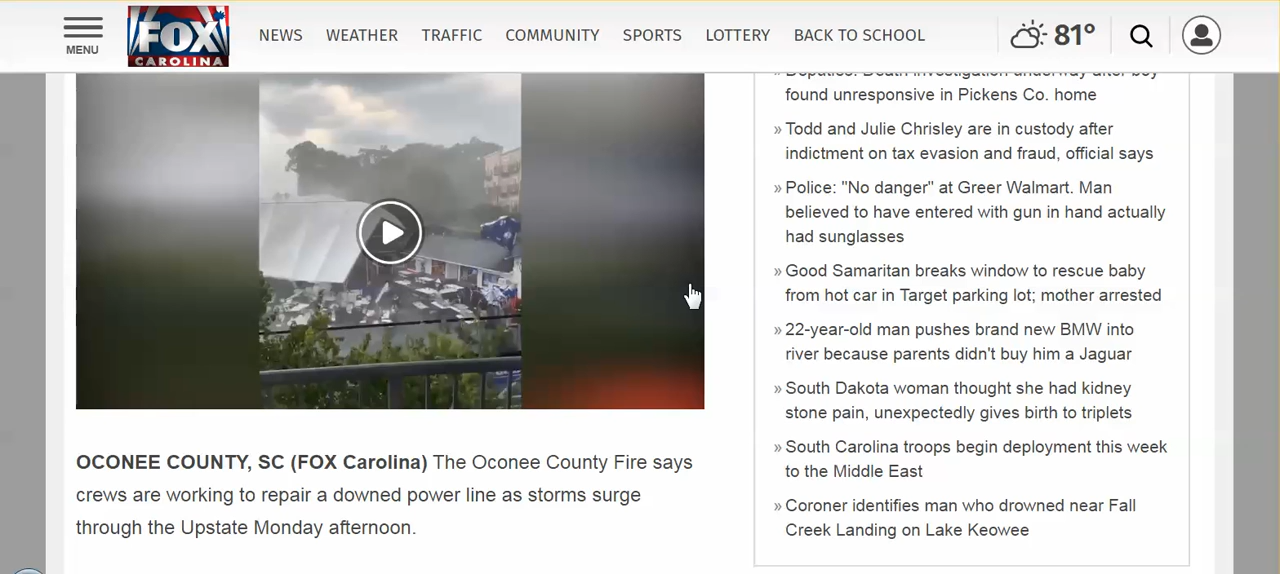 MENU
FOX
CAROLINA
NEWS
WEATHER
TRAFFIC
COMMUNITY
SPORTS
LOTTERY
BACK TO SCHOOL
81°
Deputies: Death investigation underway after boy
found unresponsive in Pickens Co. home
» Todd and Julie Chrisley are in custody after
indictment on tax evasion and fraud, official says
» Police: "No danger" at Greer Walmart. Man
believed to have entered with gun in hand actually
had sunglasses
» Good Samaritan breaks window to rescue baby
from hot car in Target parking lot; mother arrested
» 22-year-old man pushes brand new BMW into
river because parents didn't buy him a Jaguar
» South Dakota woman thought she had kidney
stone pain, unexpectedly gives birth to triplets
» South Carolina troops begin deployment this week
to the Middle East
» Coroner identifies man who drowned near Fall
Creek Landing on Lake Keowee
OCONEE COUNTY, SC (FOX Carolina) The Oconee County Fire says
crews are working to repair a downed power line as storms surge
through the Upstate Monday afternoon.